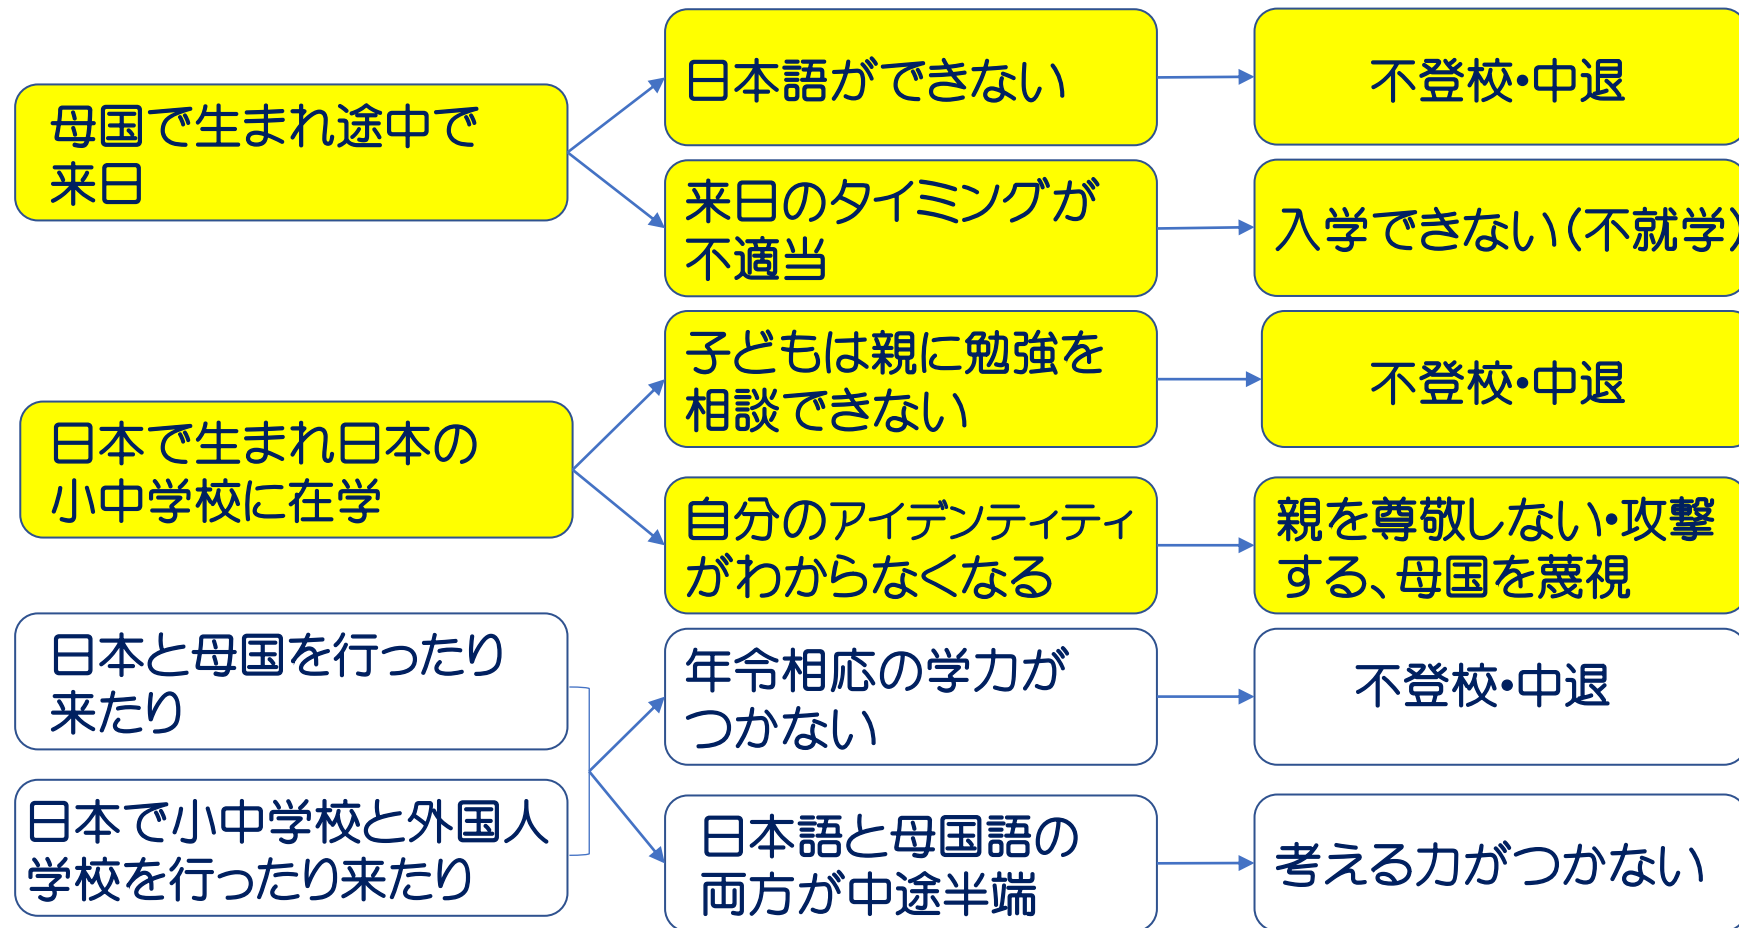 母国で生まれ途中で
来日
日本語ができない
不登校・中退
来日のタイミングが
不適当
入学できない（不就学）
日本で生まれ日本の
小中学校に在学
子どもは親に勉強を
相談できない
不登校・中退
自分のアイデンティティ
がわからなくなる
親を尊敬しない・攻撃
する、母国を蔑視
日本と母国を行ったり
来たり
日本で小中学校と外国人
学校を行ったり来たり
年令相応の学力が
つかない
不登校・中退
日本語と母国語の
両方が中途半端
考える力がつかない